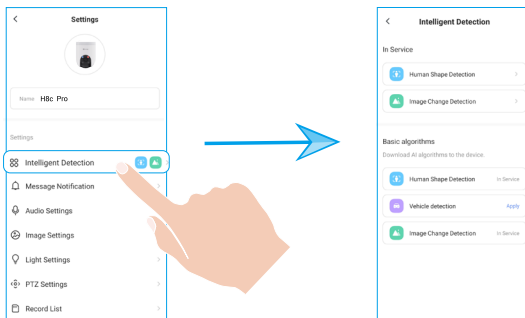 Settings
Name H8c Pro
Settings
Intelligent Detection
Message Notification
Audio Settings
Image Settings
Light Settings
PTZ Settings
Record List
Intelligent Detection
In Service
Human Shape Detection
Image Change Detection
Basic algorithms
Download AI algorithms to the device
Human Shape Detection In Service
Vehicle detection Apply
Image Change Detection In Service